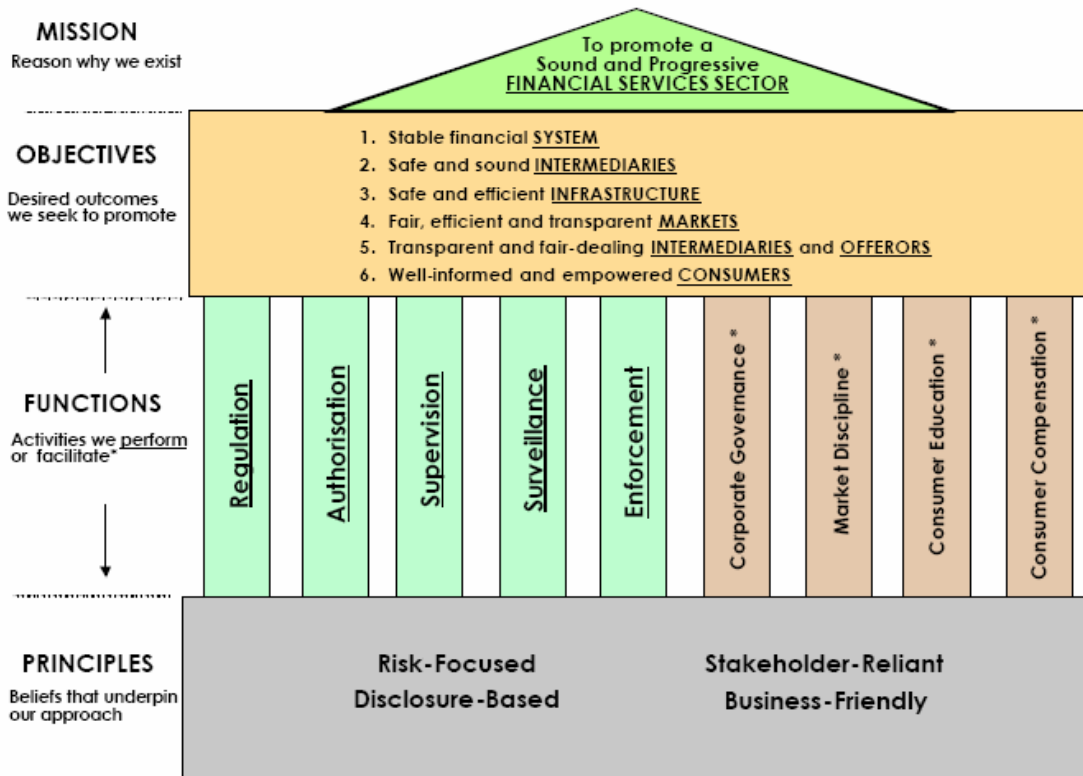 MISSION
Reason why we exist
To promote a
Sound and Progressive
FINANCIAL SERVICES SECTOR
OBJECTIVES
Desired outcomes
we seek to promote
1. Stable financial SYSTEM
2. Safe and sound INTERMEDIARIES
3. Safe and efficient INFRASTRUCTURE
4. Fair, efficient and transparent MARKETS
5. Transparent and fair-dealing INTERMEDIARIES and OFFERORS
6. Well-informed and empowered CONSUMERS
FUNCTIONS
Activities we perform
or facilitate*
Regulation
Authorisation
Supervision
Surveillance
Enforcement
Corporate Governance *
Market Discipline *
Consumer Education *
Consumer Compensation *
PRINCIPLES
Beliefs that underpin
our approach
Risk-Focused
Disclosure-Based
Stakeholder-Reliant
Business-Friendly